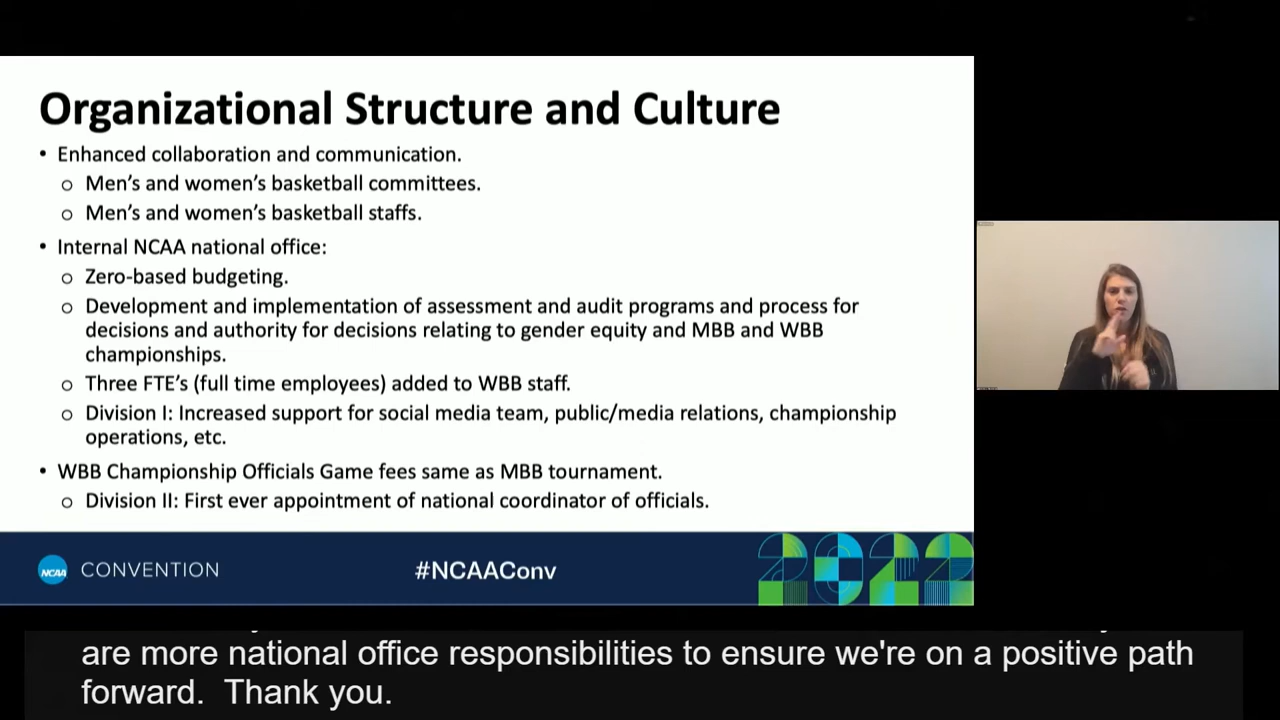 Organizational Structure and Culture
• Enhanced collaboration and communication.
o Men's and women's basketball committees.
o Men's and women's basketball staffs.
• Internal NCAA national office:
o Zero-based budgeting.
o Development and implementation of assessment and audit programs and process for
decisions and authority for decisions relating to gender equity and MBB and WBB
championships.
o Three FTE's (full time employees) added to WBB staff.
o Division I: Increased support for social media team, public/media relations, championship
operations, etc.
• WBB Championship Officials Game fees same as MBB tournament.
o Division II: First ever appointment of national coordinator of officials.
NCAA CONVENTION
#NCAAConv
2022
are more national office responsibilities to ensure we're on a positive path
forward. Thank you.